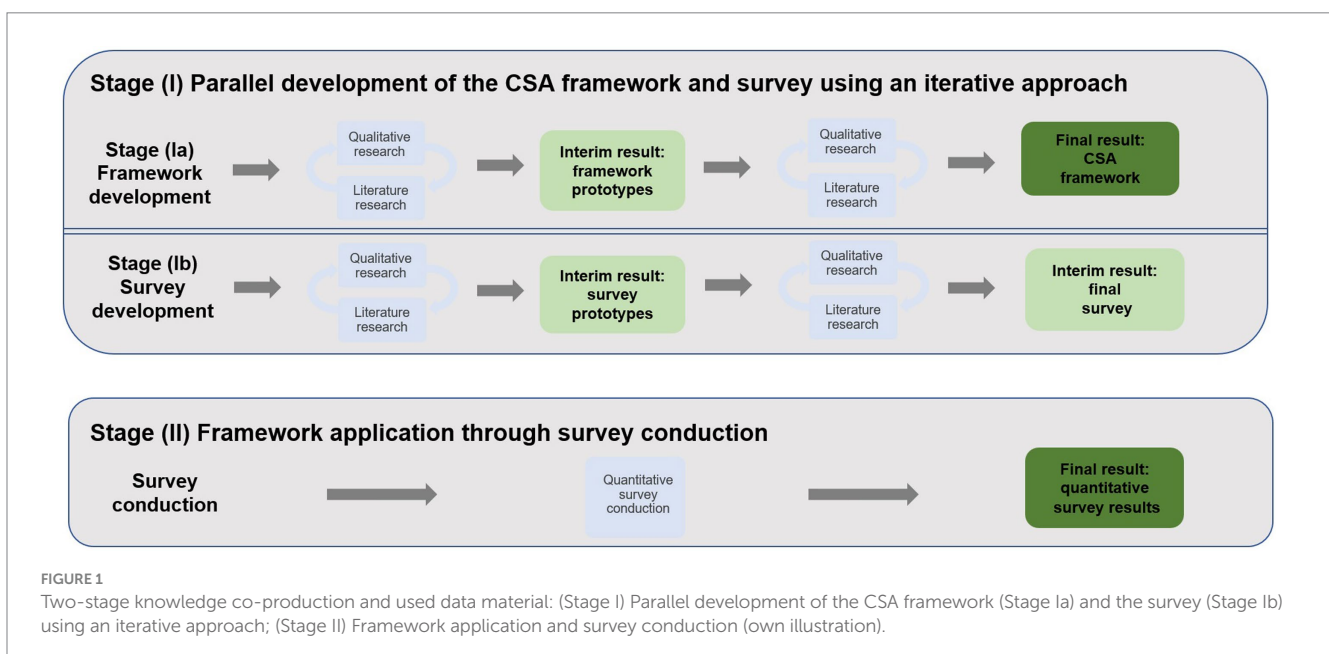 Stage (I) Parallel development of the CSA framework and survey using an iterative approach
Stage (Ia)
Framework
development
Qualitative
research
Literature
research
Interim result:
framework
prototypes
Qualitative
research
Literature
research
Final result:
CSA
framework
Stage (Ib)
Survey
development
Qualitative
research
Literature
research
Interim result:
survey
prototypes
Qualitative
research
Literature
research
Interim result:
final
survey
Stage (II) Framework application through survey conduction
Survey
conduction
Quantitative
survey
conduction
Final result:
quantitative
survey results
FIGURE 1
Two-stage knowledge co-production and used data material: (Stage I) Parallel development of the CSA framework (Stage Ia) and the survey (Stage Ib)
using an iterative approach; (Stage II) Framework application and survey conduction (own illustration).